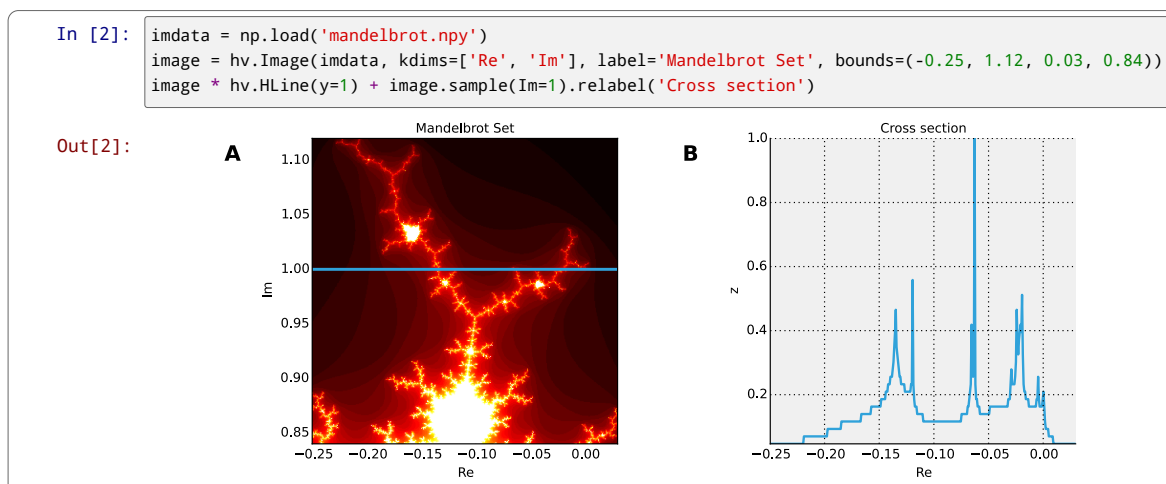 In [2]:
imdata = np.load('mandelbrot.npy')
image = hv.Image(imdata, kdims=['Re', 'Im'], label='Mandelbrot Set', bounds=(-0.25, 1.12, 0.03, 0.84))
image * hv.HLine(y=1) + image.sample(Im=1).relabel('Cross section')
Out[2]:
A
Mandelbrot Set
1.10
1.05
1.00
0.95
0.90
0.85
Im
−0.25 −0.20 −0.15 −0.10 −0.05 0.00
Re
B
Cross section
1.0
0.8
0.6
0.4
0.2
z
−0.25 −0.20 −0.15 −0.10 −0.05 0.00
Re